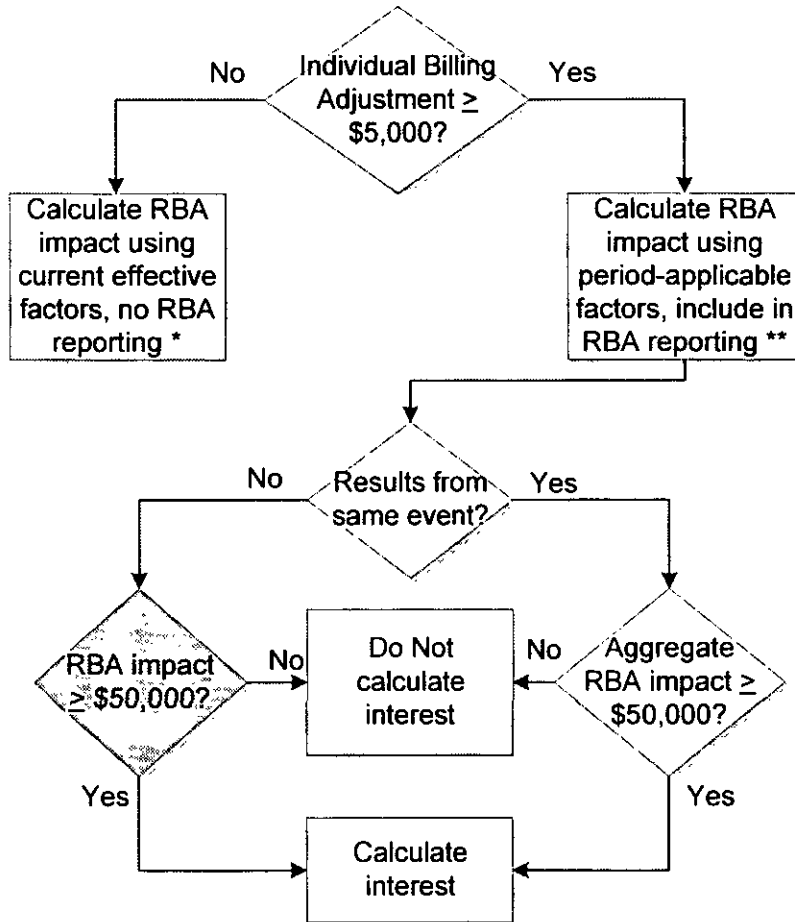 No
Individual Billing
Adjustment ≥
$5,000?
Yes
Calculate RBA
impact using
current effective
factors, no RBA
reporting *
Calculate RBA
impact using
period-applicable
factors, include in
RBA reporting **
No
Results from
same event?
Yes
RBA impact
≥ $50,000?
No
Do Not
calculate
interest
No
Aggregate
RBA impact ≥
$50,000?
Yes
Calculate
interest
Yes